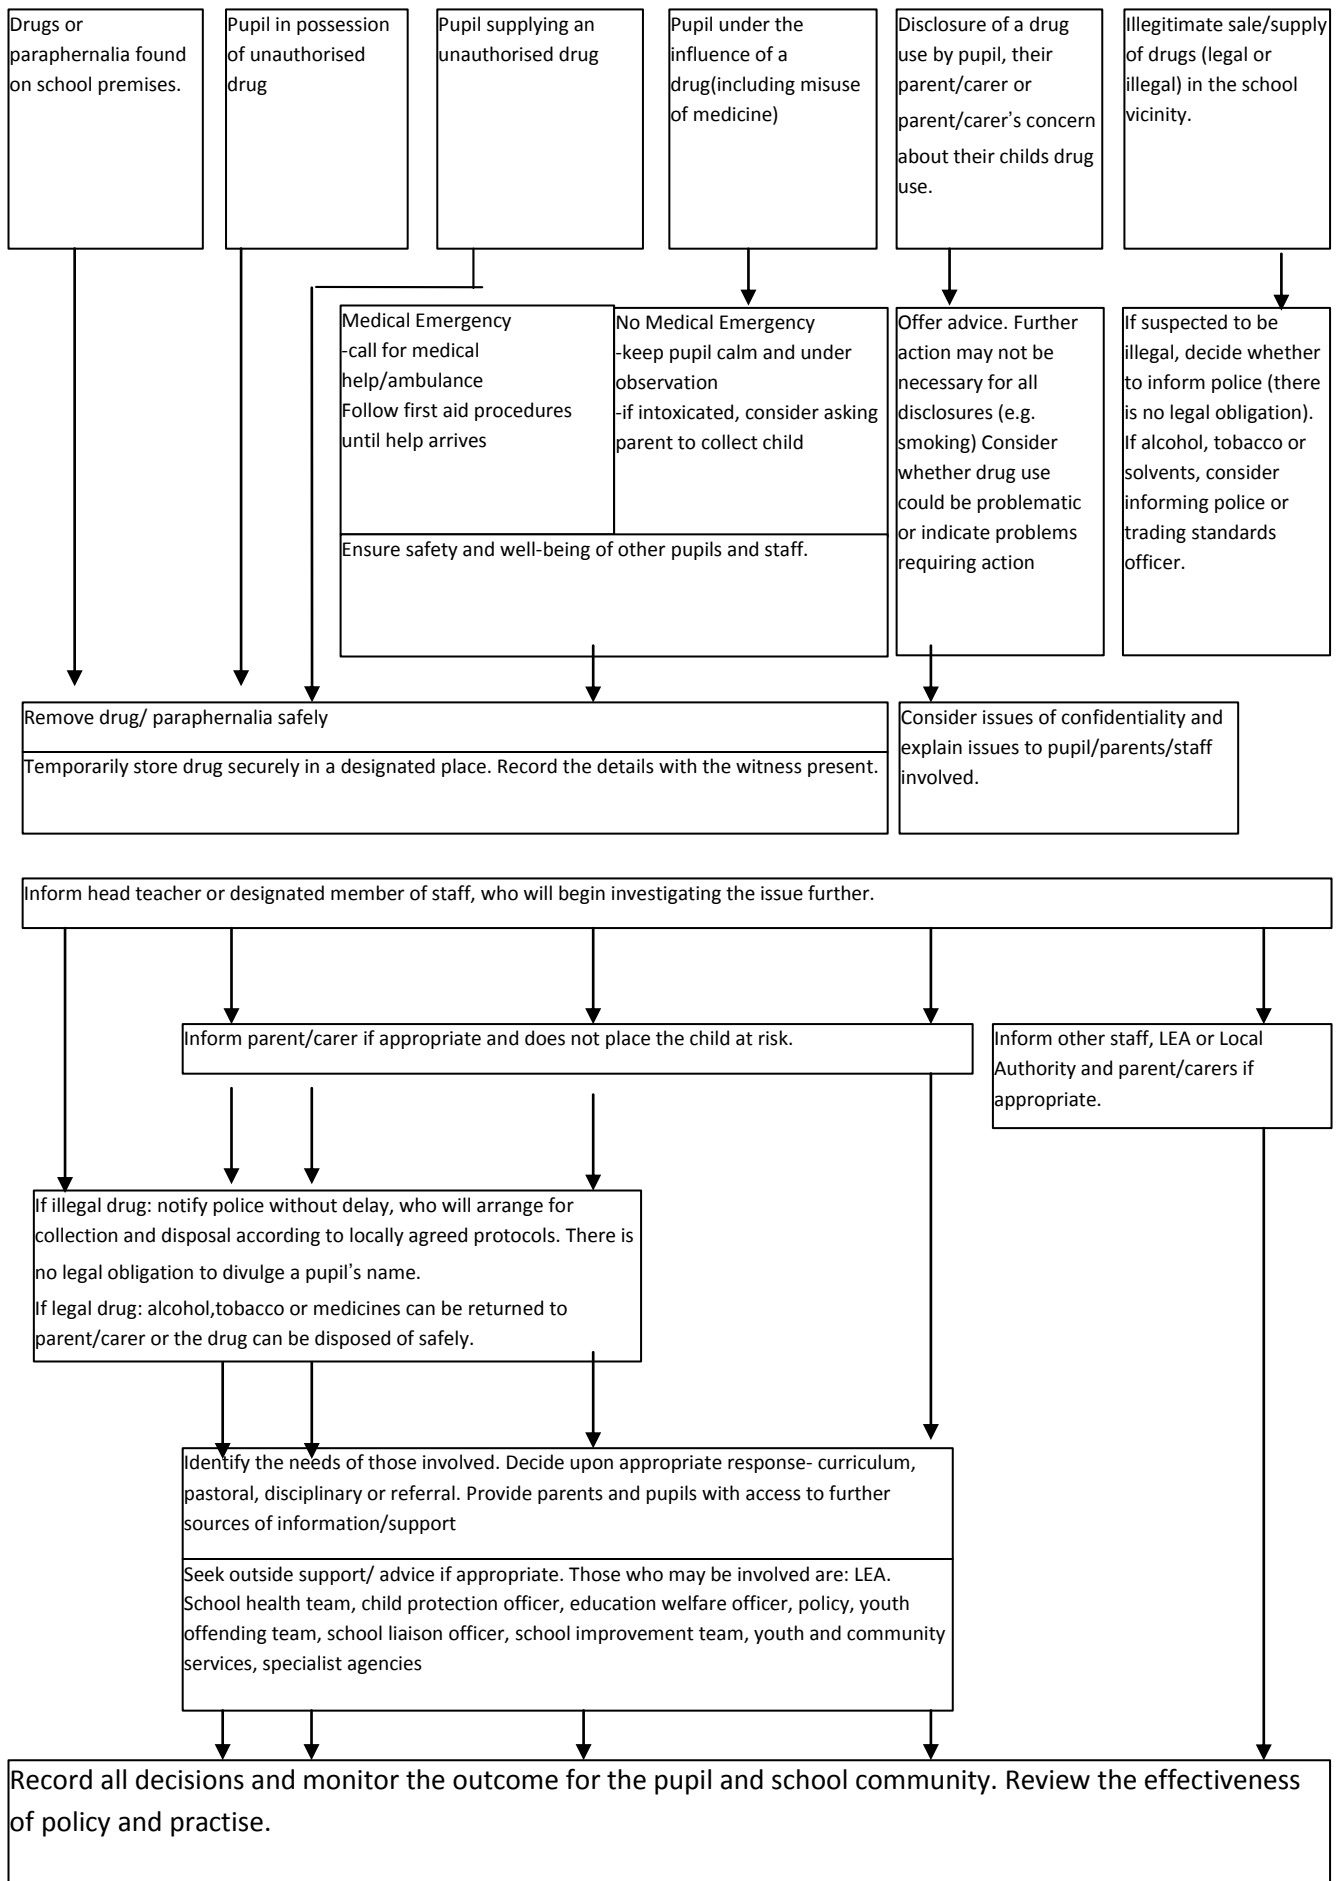 Drugs or
paraphernalia found
on school premises.
Pupil in possession
of unauthorised
drug
Pupil supplying an
unauthorised drug
Pupil under the
influence of a
drug(including misuse
of medicine)
Disclosure of a drug
use by pupil, their
parent/carer or
parent/carer's concern
about their childs drug
use.
Illegitimate sale/supply
of drugs (legal or
illegal) in the school
vicinity.
Medical Emergency
-call for medical
help/ambulance
Follow first aid procedures
until help arrives
No Medical Emergency
-keep pupil calm and under
observation
-if intoxicated, consider asking
parent to collect child
Ensure safety and well-being of other pupils and staff.
Offer advice. Further
action may not be
necessary for all
disclosures (e.g.
smoking) Consider
whether drug use
could be problematic
or indicate problems
requiring action
If suspected to be
illegal, decide whether
to inform police (there
is no legal obligation).
If alcohol, tobacco or
solvents, consider
informing police or
trading standards
officer.
Remove drug/ paraphernalia safely
Temporarily store drug securely in a designated place. Record the details with the witness present.
Consider issues of confidentiality and
explain issues to pupil/parents/staff
involved.
Inform head teacher or designated member of staff, who will begin investigating the issue further.
Inform parent/carer if appropriate and does not place the child at risk.
Inform other staff, LEA or Local
Authority and parent/carers if
appropriate.
If illegal drug: notify police without delay, who will arrange for
collection and disposal according to locally agreed protocols. There is
no legal obligation to divulge a pupil's name.
If legal drug: alcohol,tobacco or medicines can be returned to
parent/carer or the drug can be disposed of safely.
Identify the needs of those involved. Decide upon appropriate response- curriculum,
pastoral, disciplinary or referral. Provide parents and pupils with access to further
sources of information/support
Seek outside support/ advice if appropriate. Those who may be involved are: LEA.
School health team, child protection officer, education welfare officer, policy, youth
offending team, school liaison officer, school improvement team, youth and community
services, specialist agencies
Record all decisions and monitor the outcome for the pupil and school community. Review the effectiveness
of policy and practise.